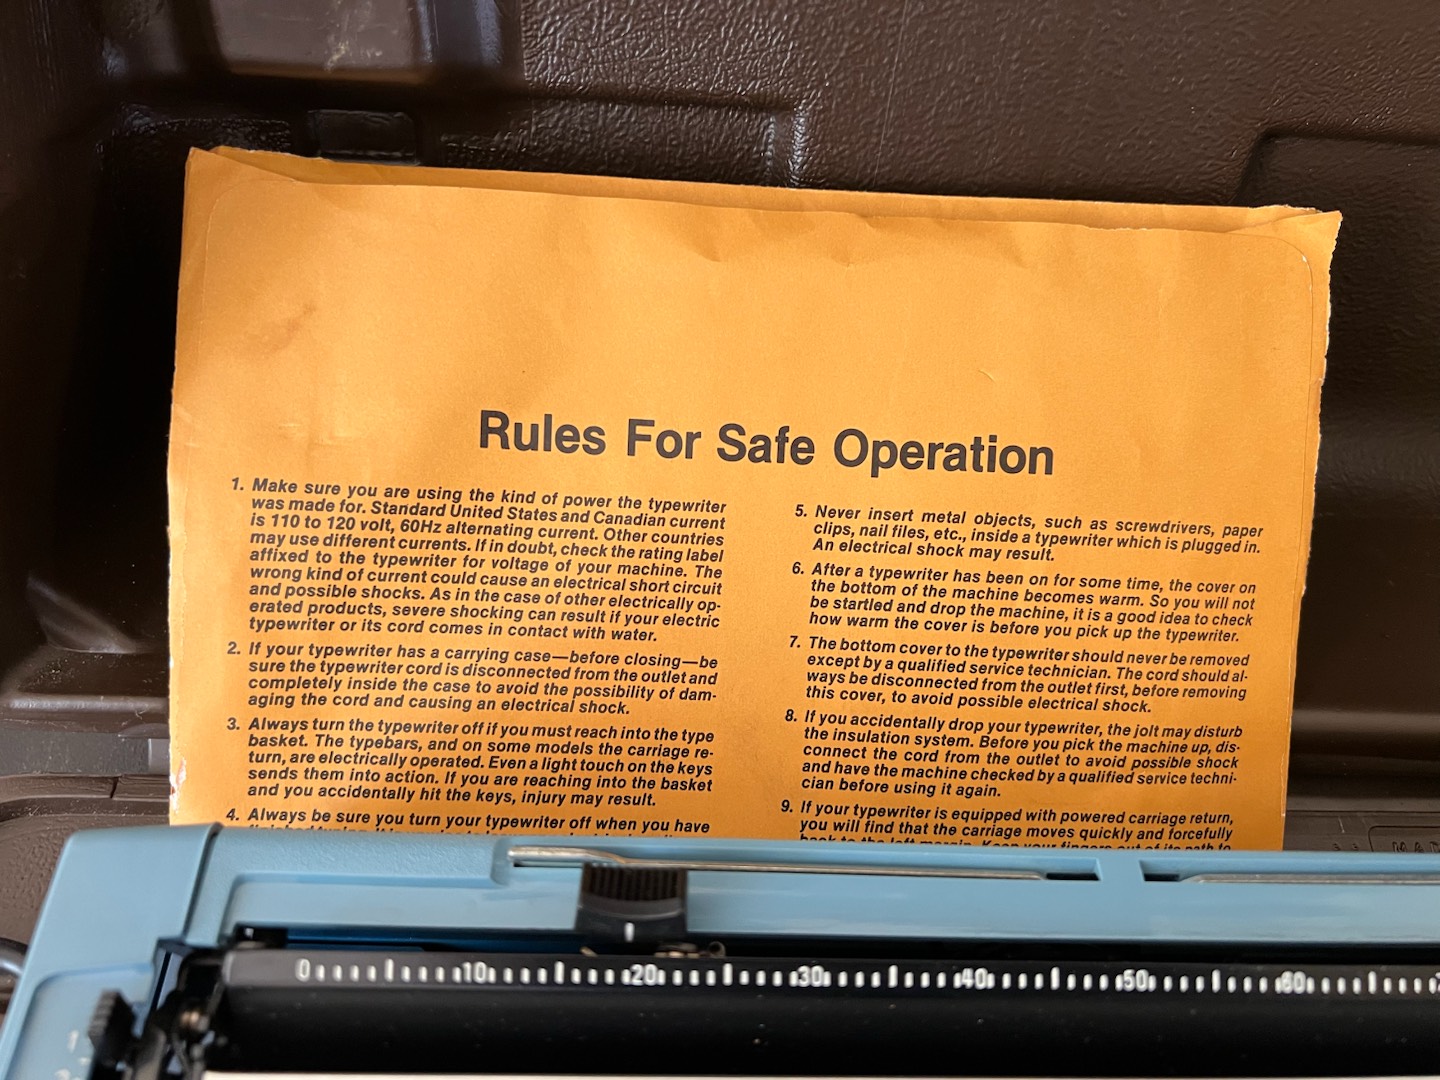 Rules For Safe Operation
1. Make sure you are using the kind of power the typewriter
was made for. Standard United States and Canadian current
is 110 to 120 volt, 60Hz alternating current. Other countries
may use different currents. If in doubt, check the rating label
affixed to the typewriter for voltage of your machine. The
wrong kind of current could cause an electrical short circuit
and possible shocks. As in the case of other electrically op-
erated products, severe shocking can result if your electric
typewriter or its cord comes in contact with water.
2. If your typewriter has a carrying case—before closing—be
sure the typewriter cord is disconnected from the outlet and
completely inside the case to avoid the possibility of dam-
aging the cord and causing an electrical shock.
3. Always turn the typewriter off if you must reach into the type
basket. The typebars, and on some models the carriage re-
turn, are electrically operated. Even a light touch on the keys
sends them into action. If you are reaching into the basket
and you accidentally hit the keys, injury may result.
4. Always be sure you turn your typewriter off when you have
5. Never insert metal objects, such as screwdrivers, paper
clips, nail files, etc., inside a typewriter which is plugged in.
An electrical shock may result.
6. After a typewriter has been on for some time, the cover on
the bottom of the machine becomes warm. So you will not
be startled and drop the machine, it is a good idea to check
how warm the cover is before you pick up the typewriter.
7. The bottom cover to the typewriter should never be removed
except by a qualified service technician. The cord should al-
ways be disconnected from the outlet first, before removing
this cover, to avoid possible electrical shock.
8. If you accidentally drop your typewriter, the jolt may disturb
the insulation system. Before you pick the machine up, dis-
connect the cord from the outlet to avoid possible shock
and have the machine checked by a qualified service techni-
cian before using it again.
9. If your typewriter is equipped with powered carriage return,
you will find that the carriage moves quickly and forcefully
back to the left margin. Keep your fingers out of its path to
0 10 20 30 40 50 60